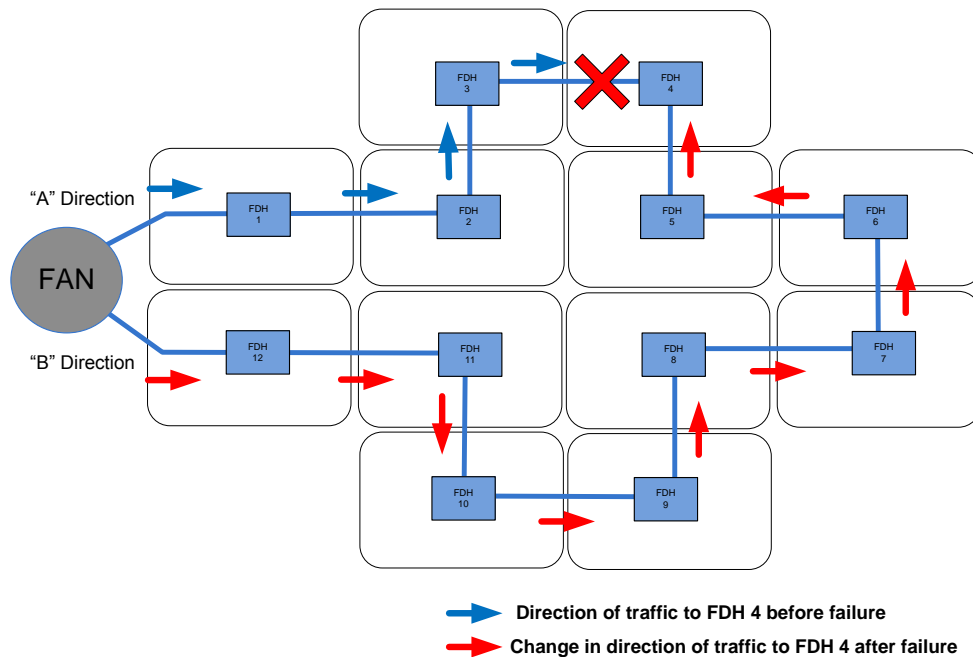 FDH
3
FDH
4
“A” Direction
FDH
1
FDH
2
FDH
5
FDH
6
FAN
“B” Direction
FDH
12
FDH
11
FDH
8
FDH
7
FDH
10
FDH
9
Direction of traffic to FDH 4 before failure
Change in direction of traffic to FDH 4 after failure